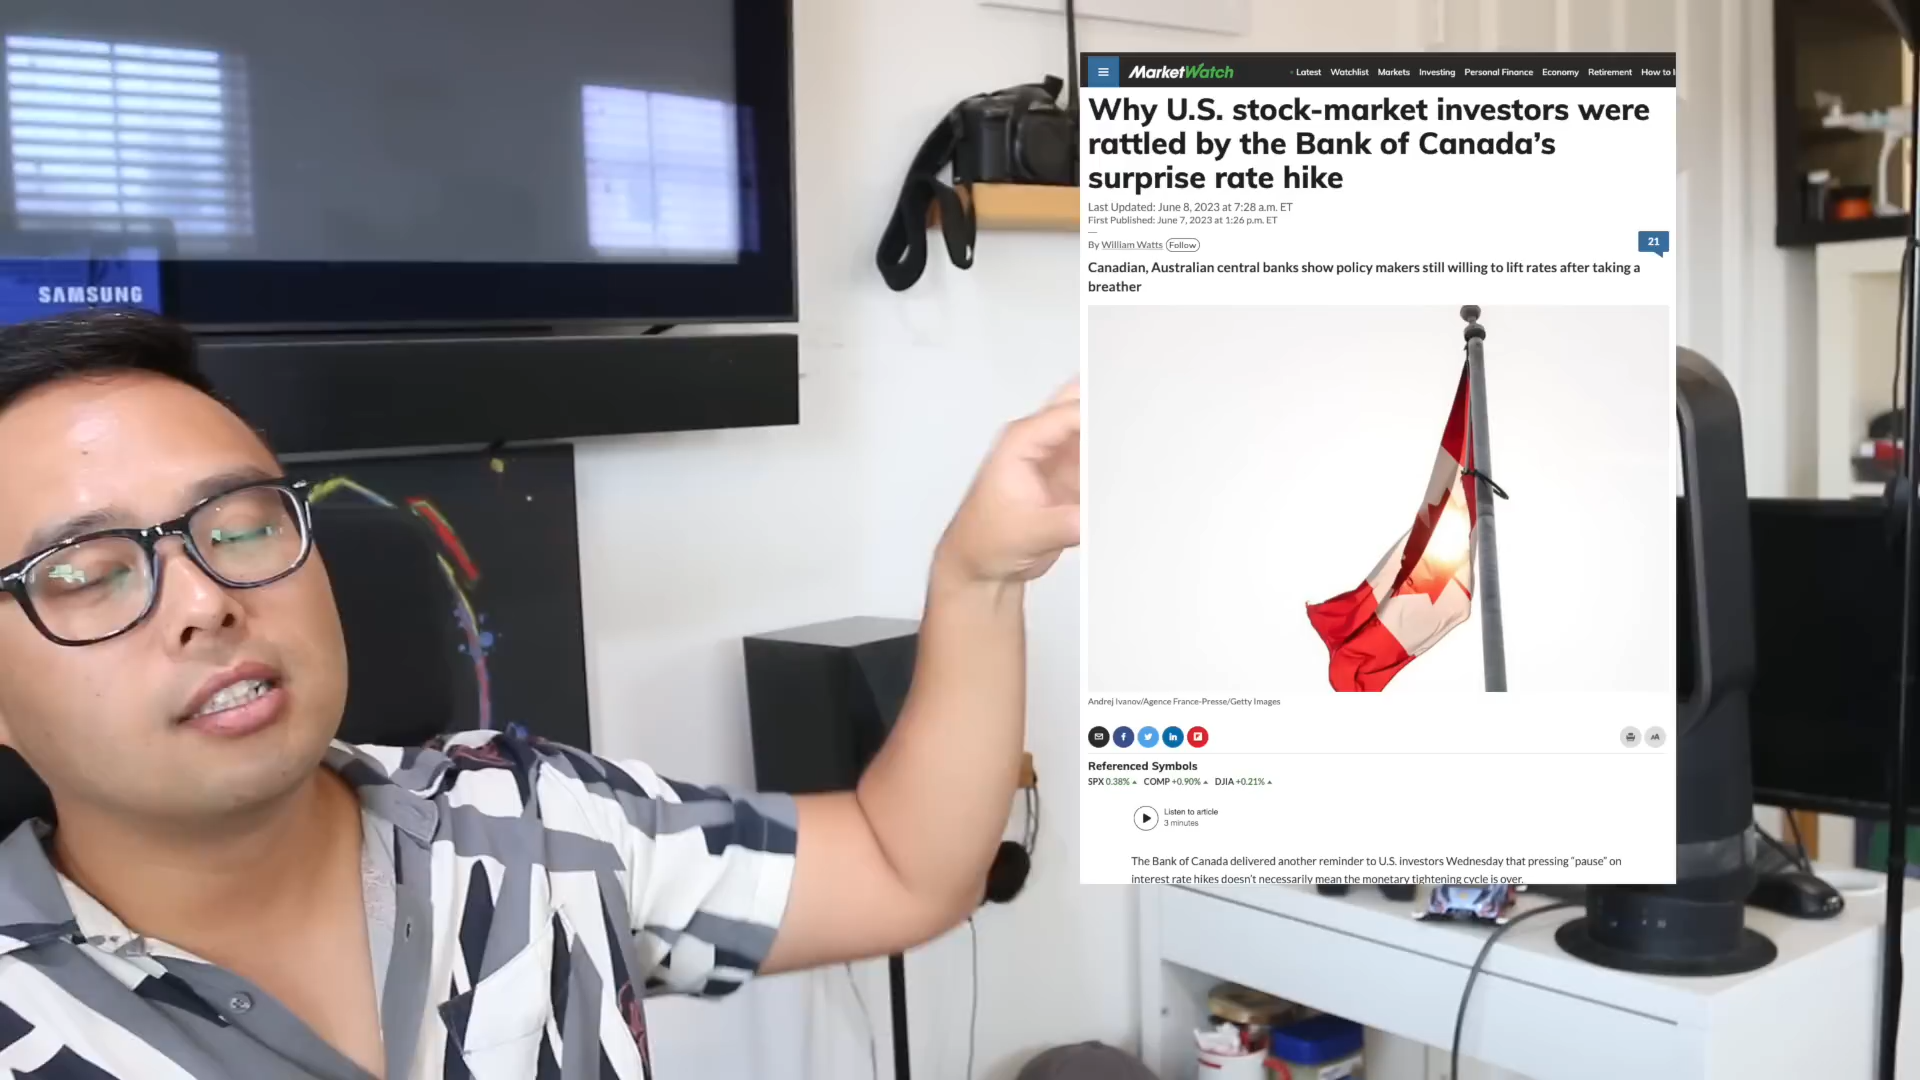 SAMSUNG
MarketWatch
Latest Watchlist Markets Investing Personal Finance Economy Retirement How to I
Why U.S. stock-market investors were
rattled by the Bank of Canada’s
surprise rate hike
Last Updated: June 8, 2023 at 7:28 a.m. ET
First Published: June 7, 2023 at 1:26 p.m. ET
By William Watts Follow
21
Canadian, Australian central banks show policy makers still willing to lift rates after taking a
breather
Andrej Ivanov/Agence France-Presse/Getty Images
AA
Referenced Symbols
SPX 0.38% COMP +0.90% DJIA +0.21%
Listen to article
3 minutes
The Bank of Canada delivered another reminder to U.S. investors Wednesday that pressing “pause” on
interest rate hikes doesn’t necessarily mean the monetary tightening cycle is over.